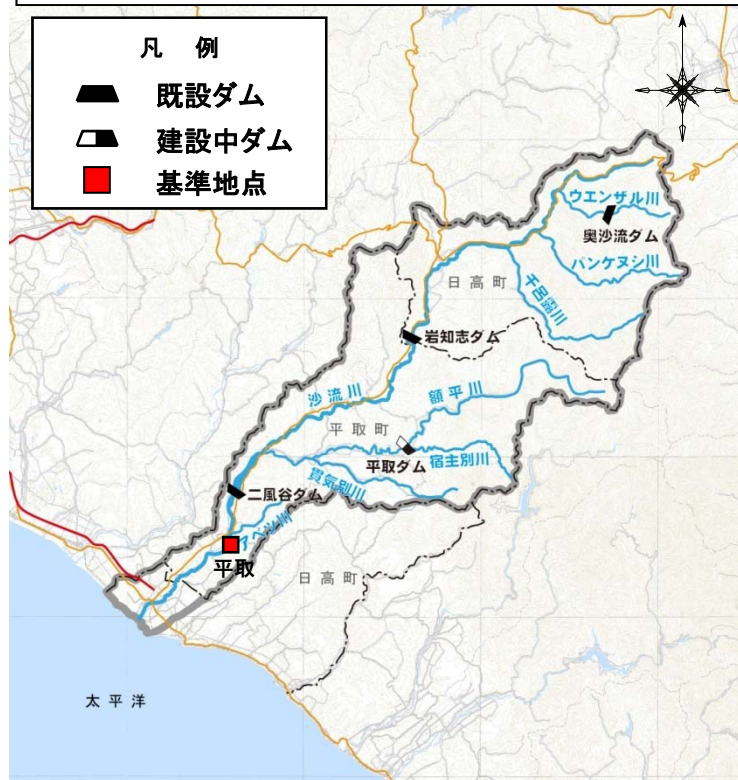 凡 例
既設ダム
建設中ダム
基準地点
ウエンザル川
奥沙流ダム
パンケヌシ川
日高町
千呂露川
岩知志ダム
沙流川
額平川
平取町
平取ダム
宿主別川
貫気別川
二風谷ダム
アベツ川
平取
日高町
太平洋